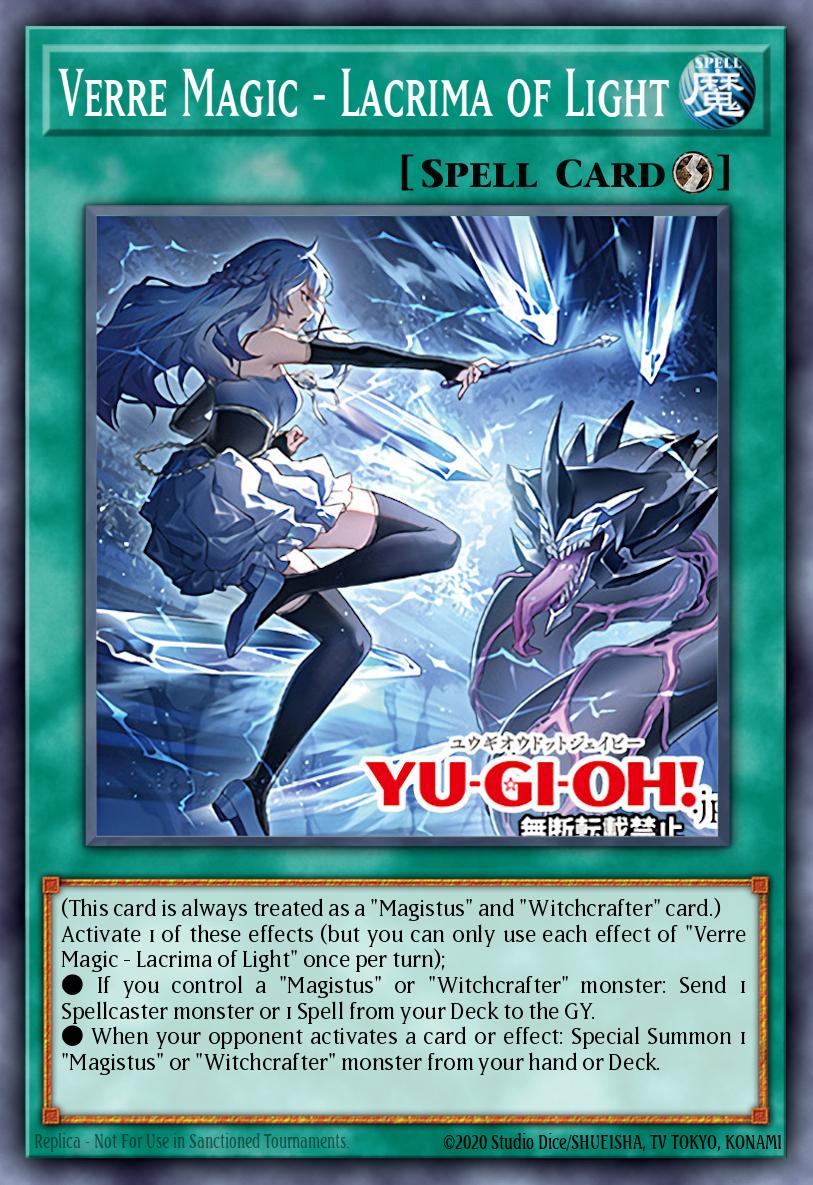 Verre Magic - Lacrima of Light
SPELL
魔
[Spell Card]
ユウギオウドットジェイピー
YU-GI-OH!.jp
無断転載禁止
(This card is always treated as a "Magistus" and "Witchcrafter" card.)
Activate 1 of these effects (but you can only use each effect of "Verre
Magic - Lacrima of Light" once per turn);
● If you control a "Magistus" or "Witchcrafter" monster: Send 1
Spellcaster monster or 1 Spell from your Deck to the GY.
● When your opponent activates a card or effect: Special Summon 1
"Magistus" or "Witchcrafter" monster from your hand or Deck.
Replica - Not For Use in Sanctioned Tournaments.
©2020 Studio Dice/SHUEISHA, TV TOKYO, KONAMI